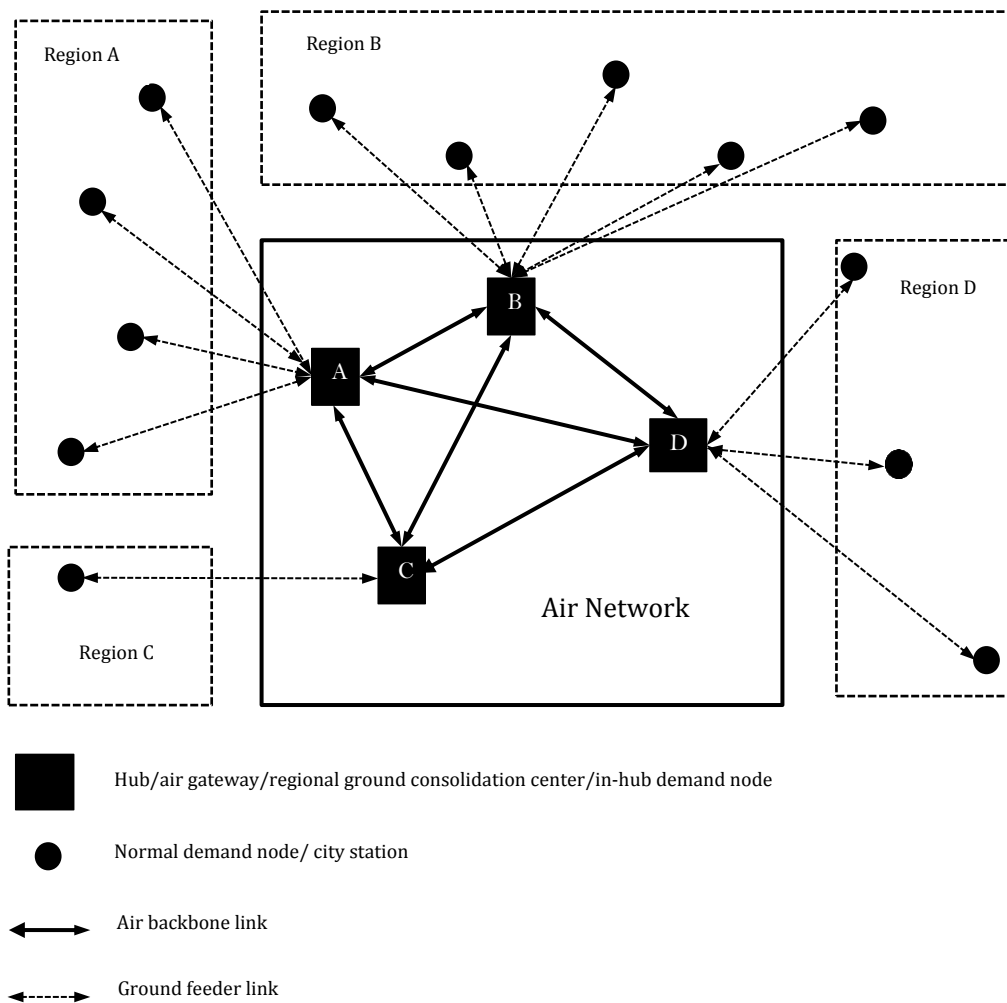 Region A
Region B
Region D
B
A
D
C
Air Network
Region C
Hub/air gateway/regional ground consolidation center/in-hub demand node
Normal demand node/ city station
Air backbone link
Ground feeder link